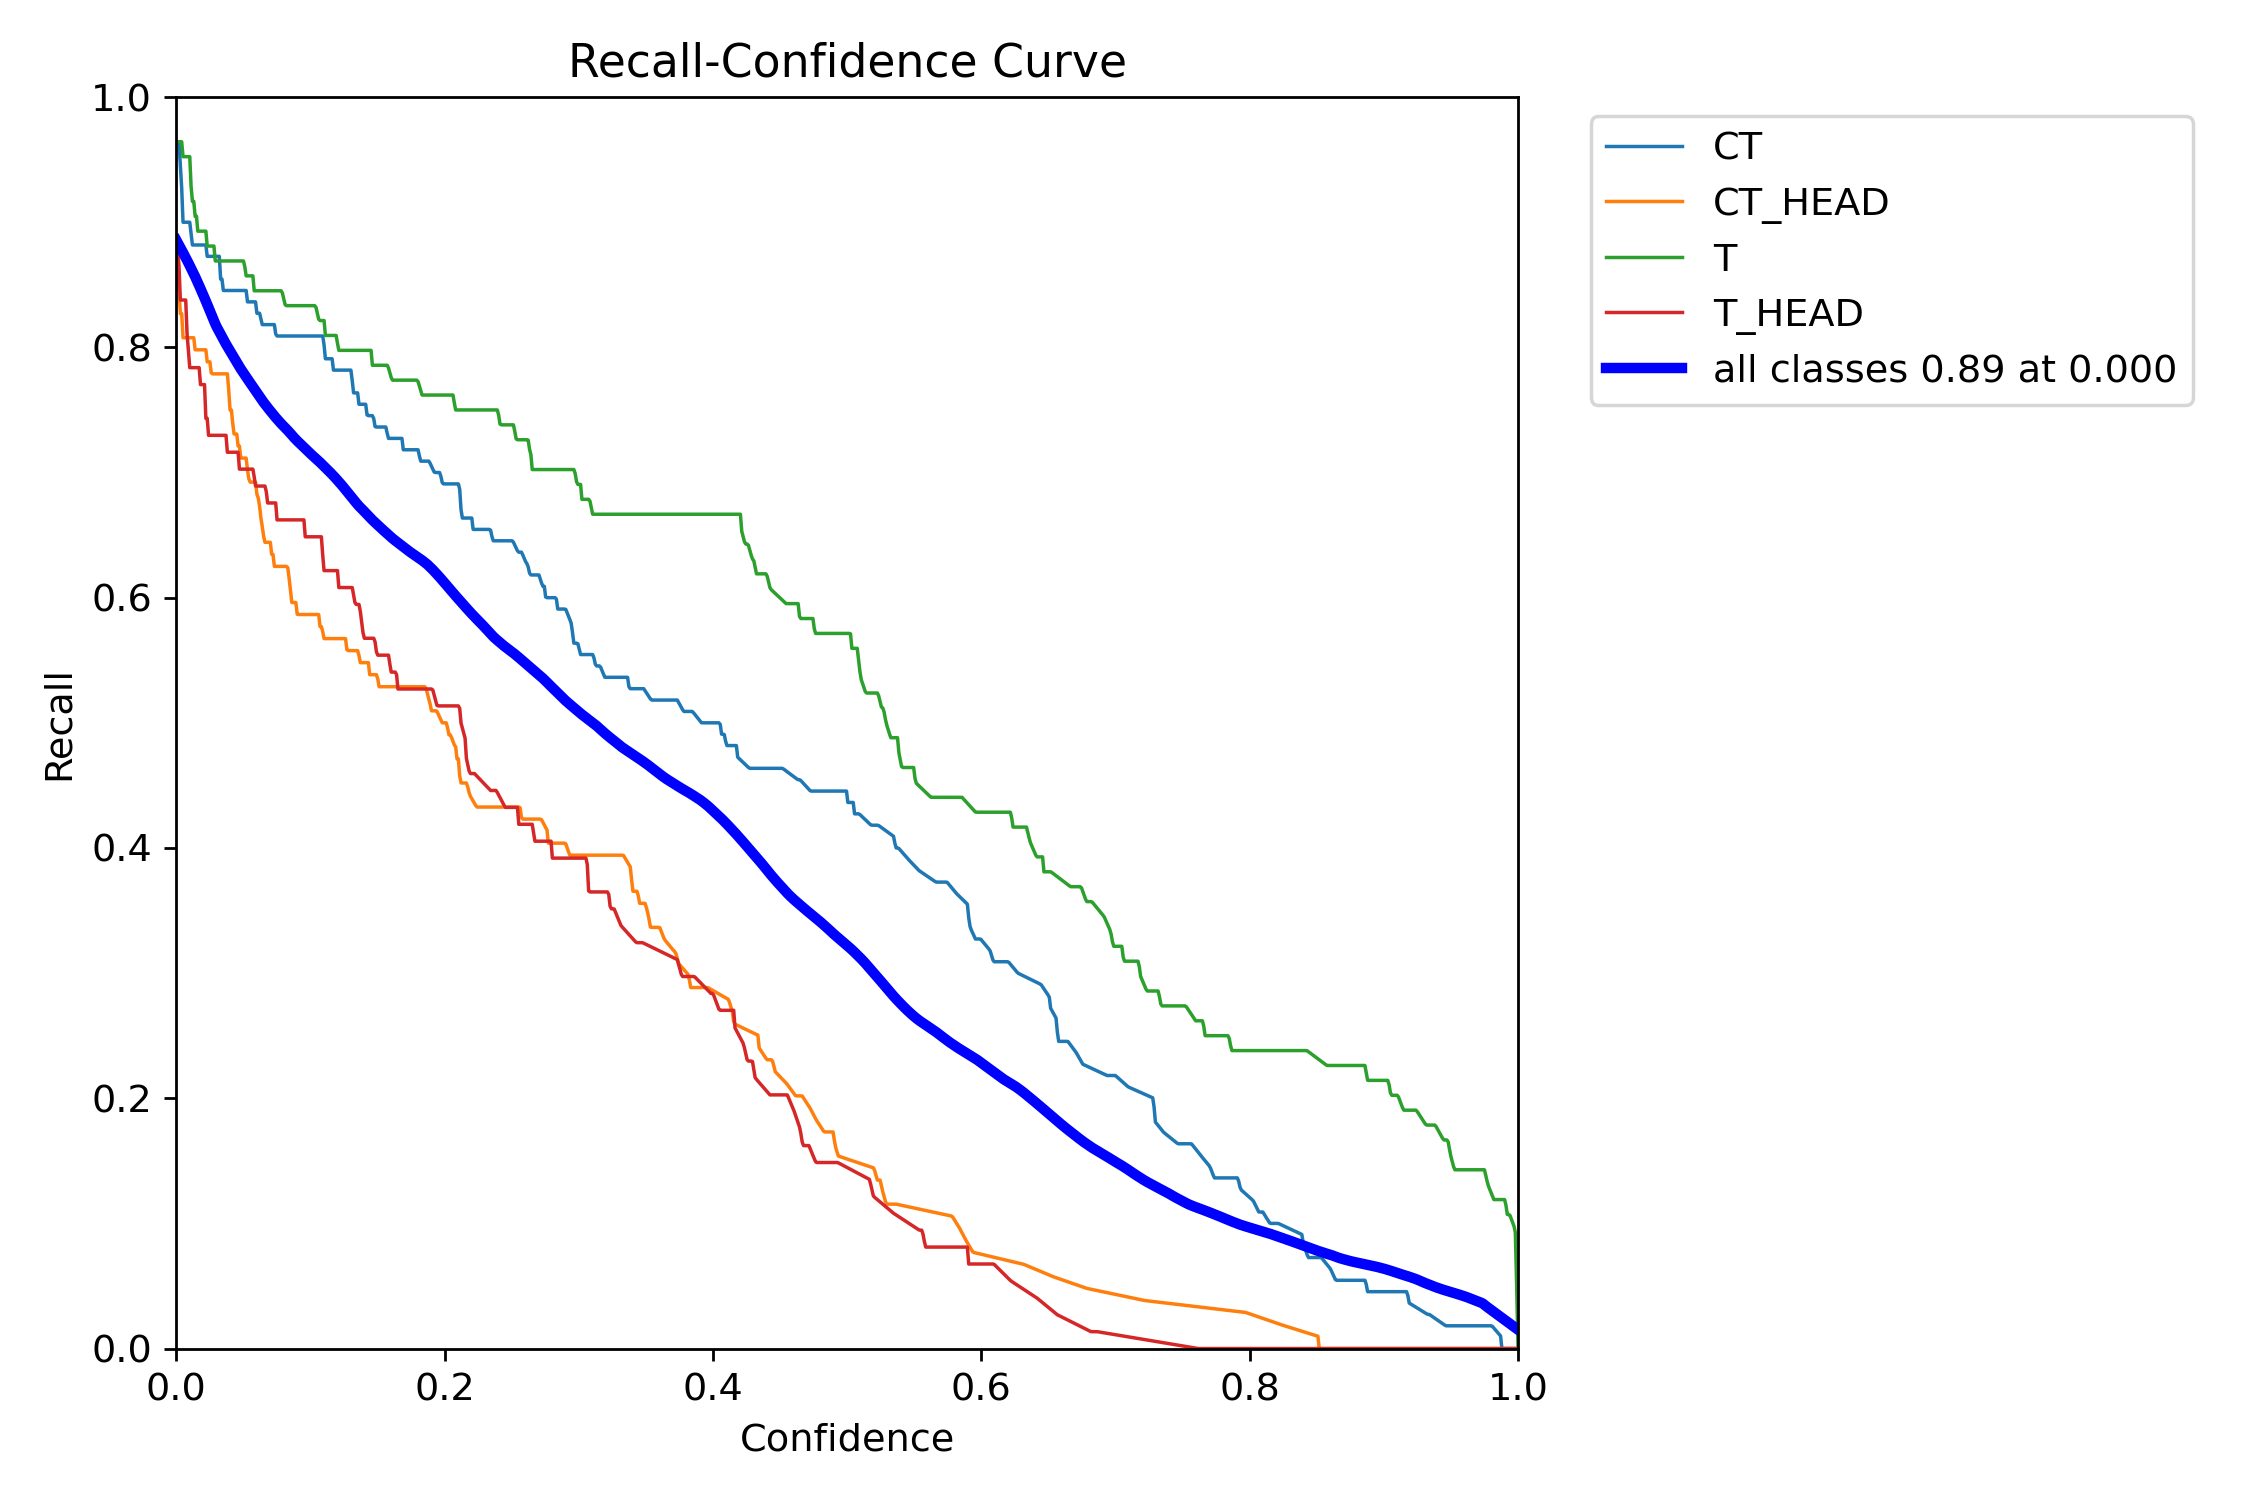 Recall-Confidence Curve
1.0
0.8
0.6
0.4
0.2
0.0
Recall
0.0 0.2 0.4 0.6 0.8 1.0
Confidence
CT
CT_HEAD
T
T_HEAD
all classes 0.89 at 0.000